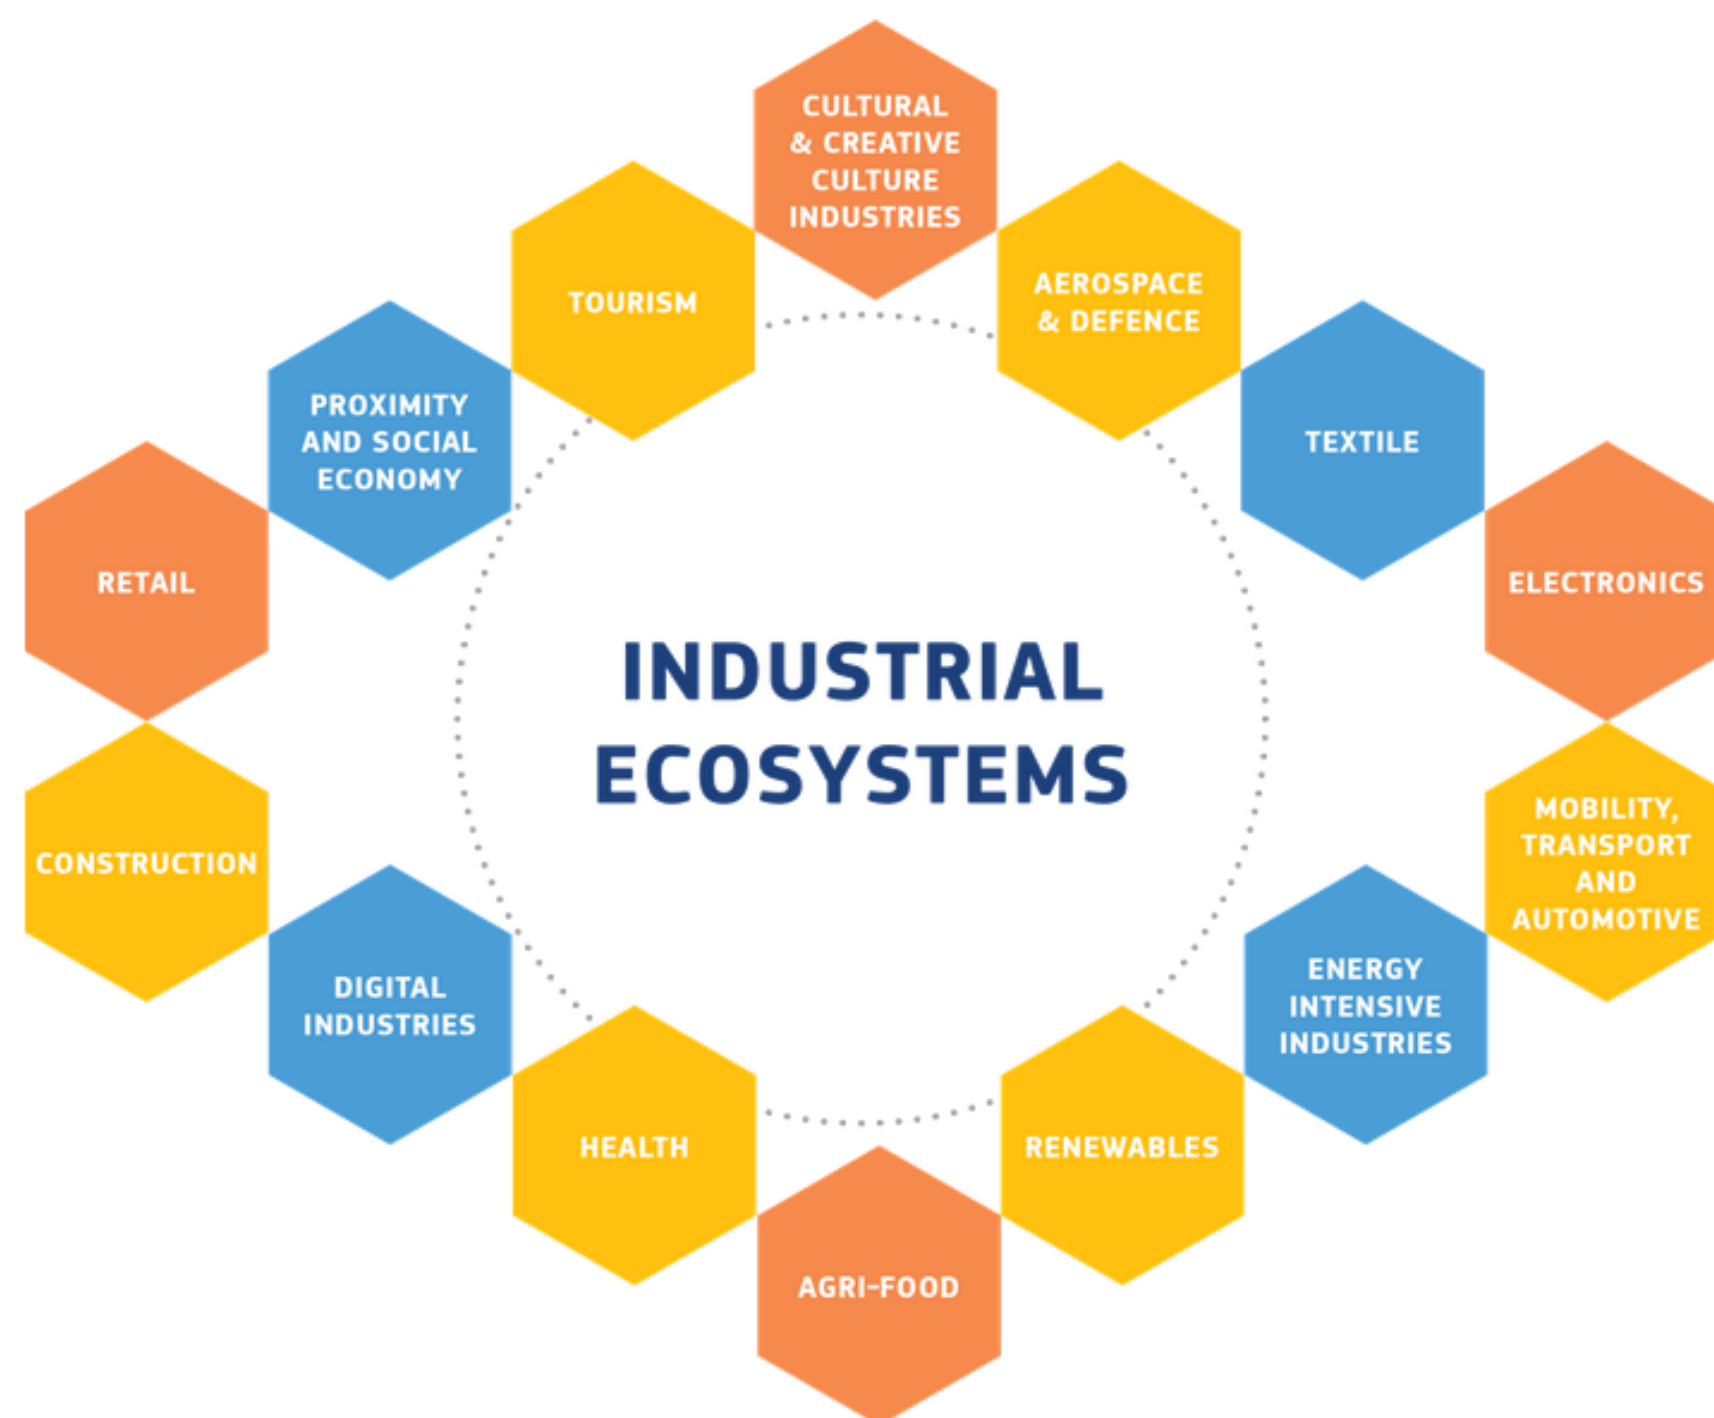 CULTURAL
& CREATIVE
CULTURE
INDUSTRIES
AEROSPACE
& DEFENCE
TEXTILE
ELECTRONICS
MOBILITY,
TRANSPORT
AND
AUTOMOTIVE
ENERGY
INTENSIVE
INDUSTRIES
RENEWABLES
AGRI-FOOD
HEALTH
DIGITAL
INDUSTRIES
CONSTRUCTION
RETAIL
PROXIMITY
AND SOCIAL
ECONOMY
TOURISM
INDUSTRIAL
ECOSYSTEMS